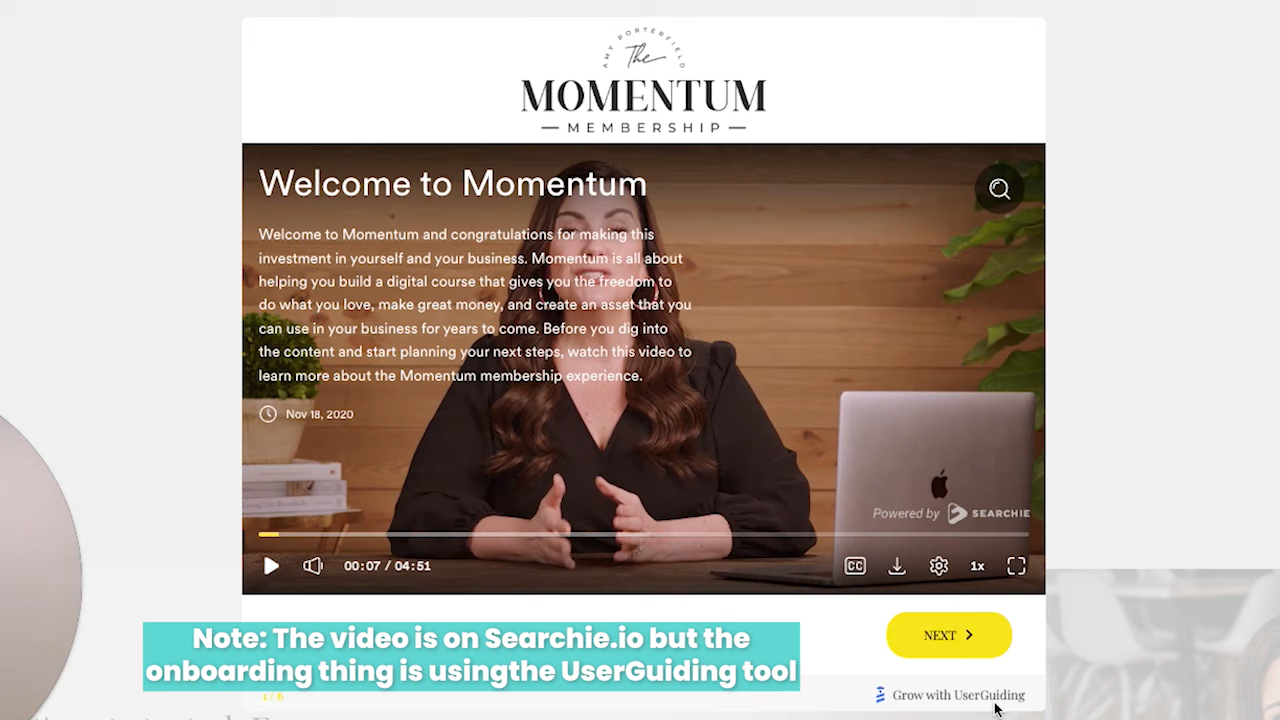 AMY PORTERFIELD
The
MOMENTUM
MEMBERSHIP
Welcome to Momentum
Welcome to Momentum and congratulations for making this
investment in yourself and your business. Momentum is all about
helping you build a digital course that gives you the freedom to
do what you love, make great money, and create an asset that you
can use in your business for years to come. Before you dig into
the content and start planning your next steps, watch this video to
learn more about the Momentum membership experience.
Nov 18, 2020
Powered by SEARCHIE
00:07 / 04:51
CC
1x
Note: The video is on Searchie.io but the
onboarding thing is usingthe UserGuiding tool
NEXT
1 / 6
Grow with UserGuiding